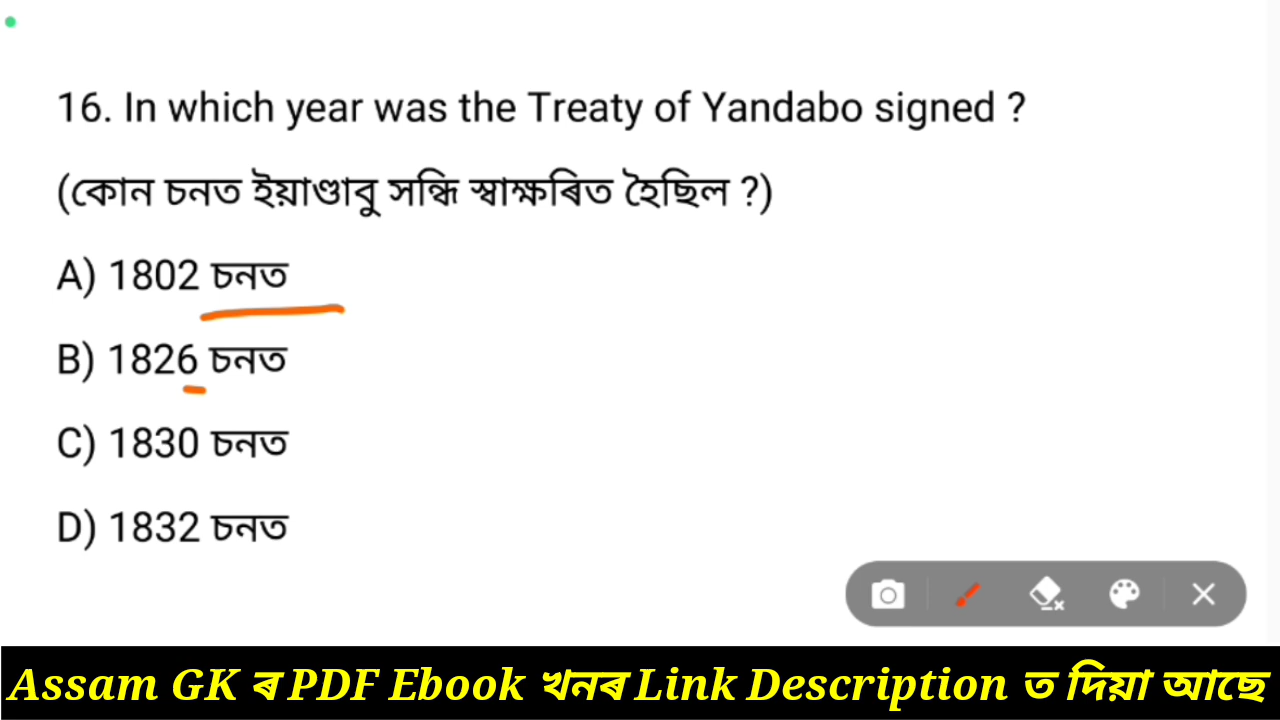 16. In which year was the Treaty of Yandabo signed ?
(কোন চনত ইয়াণ্ডাবু সন্ধি স্বাক্ষৰিত হৈছিল ?)
A) 1802 চনত
B) 1826 চনত
C) 1830 চনত
D) 1832 চনত
Assam GK ৰ PDF Ebook খনৰ Link Description ত দিয়া আছে